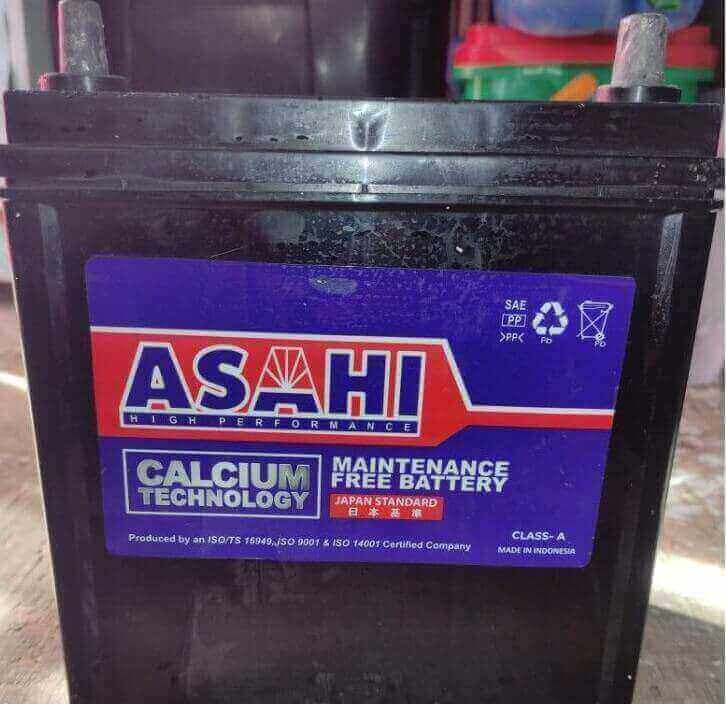 SAE
PP
>PP<
Pb
Pb
ASAHI
HIGH PERFORMANCE
CALCIUM
TECHNOLOGY
MAINTENANCE
FREE BATTERY
JAPAN STANDARD
日本基準
Produced by an ISO/TS 16949, ISO 9001 & ISO 14001 Certified Company
CLASS- A
MADE IN INDONESIA